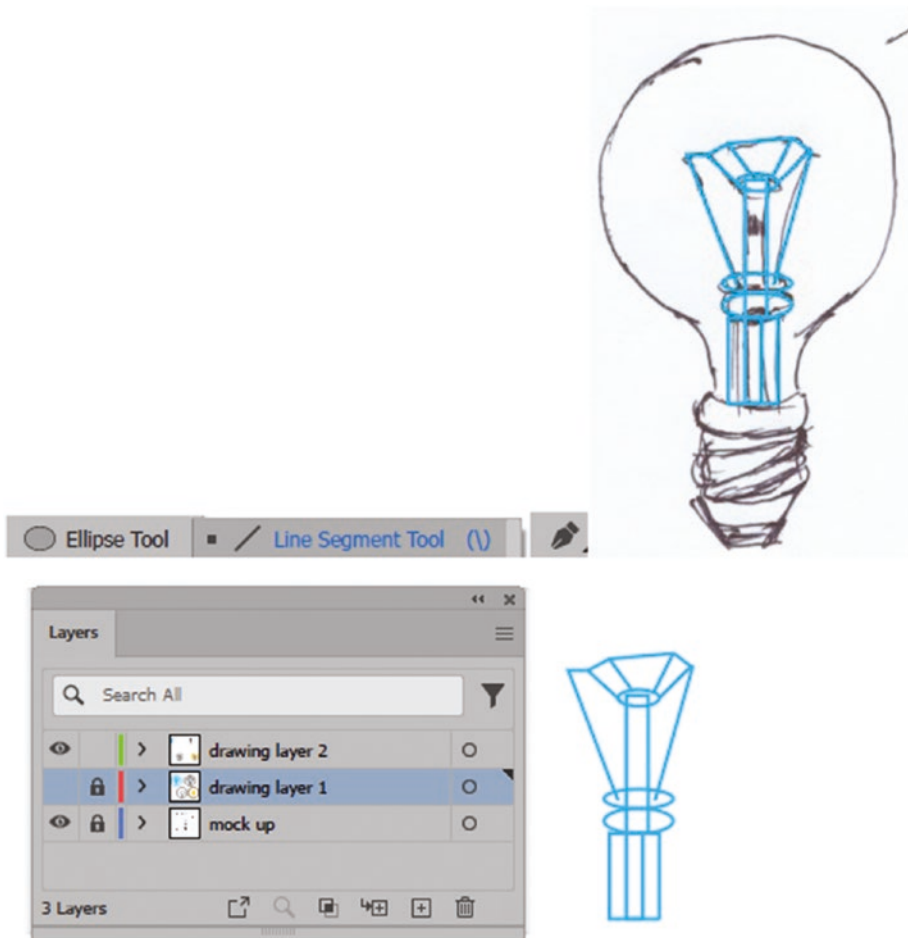 Ellipse Tool
Line Segment Tool (\)
Layers
Search All
drawing layer 2
drawing layer 1
mock up
3 Layers